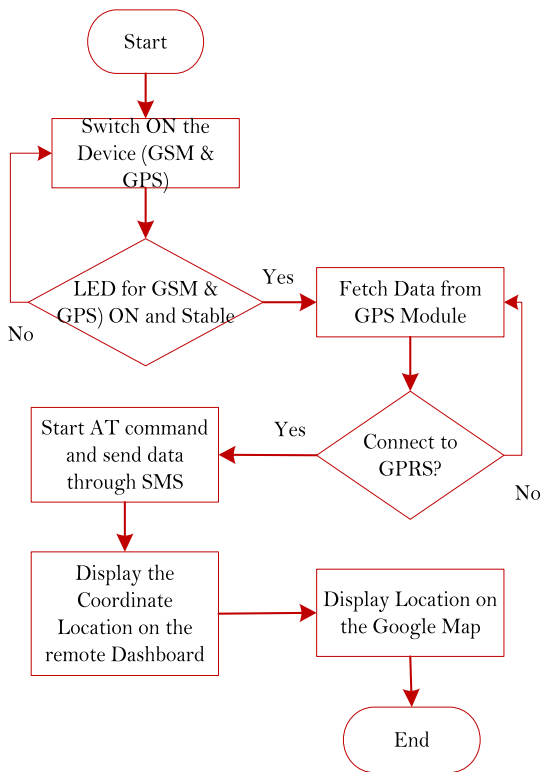 Start
Switch ON the
Device (GSM &
GPS)
LED for GSM &
GPS) ON and Stable
Yes
No
Fetch Data from
GPS Module
Connect to
GPRS?
Yes
No
Start AT command
and send data
through SMS
Display the
Coordinate
Location on the
remote Dashboard
Display Location on
the Google Map
End